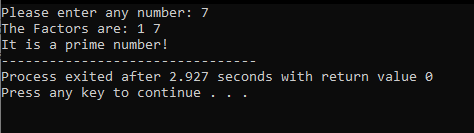 Please enter any number: 7
The Factors are: 1 7
It is a prime number!
--------------------------------
Process exited after 2.927 seconds with return value 0
Press any key to continue . . .